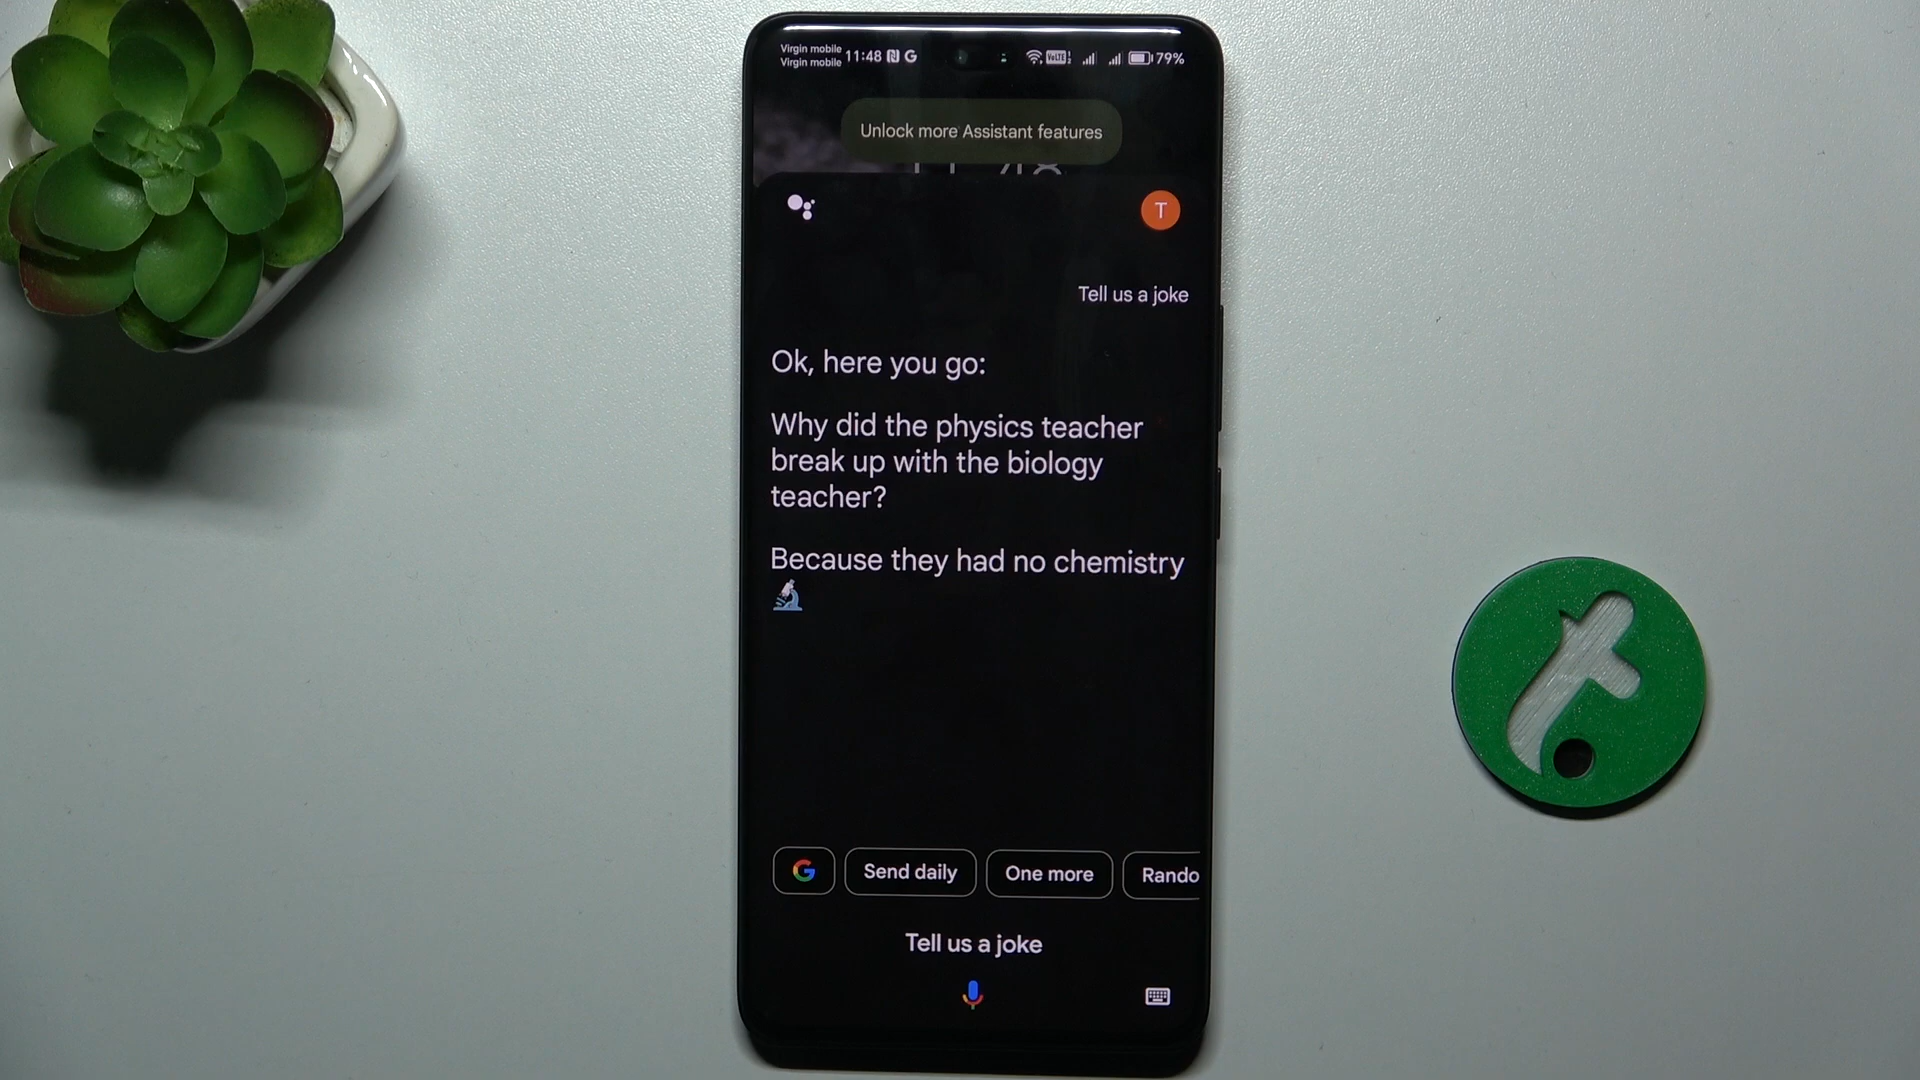 Virgin mobile
Virgin mobile
11:48
VoLTE
79%
Unlock more Assistant features
T
Tell us a joke
Ok, here you go:
Why did the physics teacher
break up with the biology
teacher?
Because they had no chemistry
G
Send daily
One more
Rando
Tell us a joke